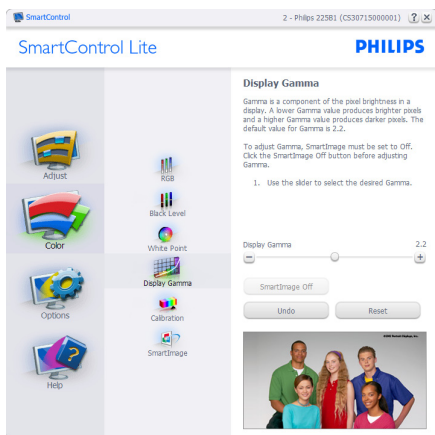 SmartControl
2 - Philips 225B1 (CS30715000001)
?
X
SmartControl Lite
PHILIPS
Adjust
Color
Options
Help
RGB
Black Level
White Point
Display Gamma
Calibration
SmartImage
Display Gamma
Gamma is a component of the pixel brightness in a
display. A lower Gamma value produces brighter pixels
and a higher Gamma value produces darker pixels. The
default value for Gamma is 2.2.
To adjust Gamma, SmartImage must be set to Off.
Click the SmartImage Off button before adjusting
Gamma.
1. Use the slider to select the desired Gamma.
Display Gamma 2.2
SmartImage Off
Undo
Reset